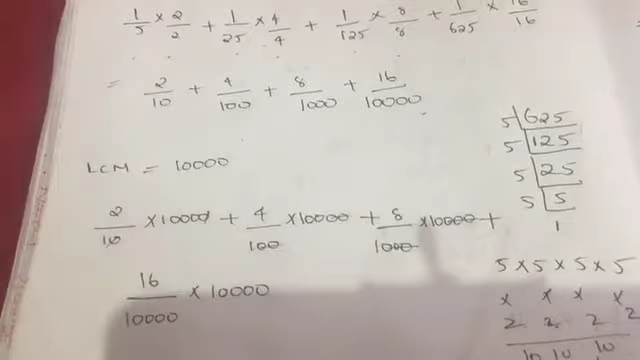 1/5 × 2/2 + 1/25 × 4/4 + 1/125 × 8/8 + 1/625 × 16/16
= 2/10 + 4/100 + 8/1000 + 16/10000
LCM = 10000
2/10 × 10000 + 4/100 × 10000 + 8/1000 × 10000 +
16/10000 × 10000
5 | 625
5 | 125
5 | 25
5 | 5
1
5 × 5 × 5 × 5
× × × ×
2 2 2 2
10 10 10